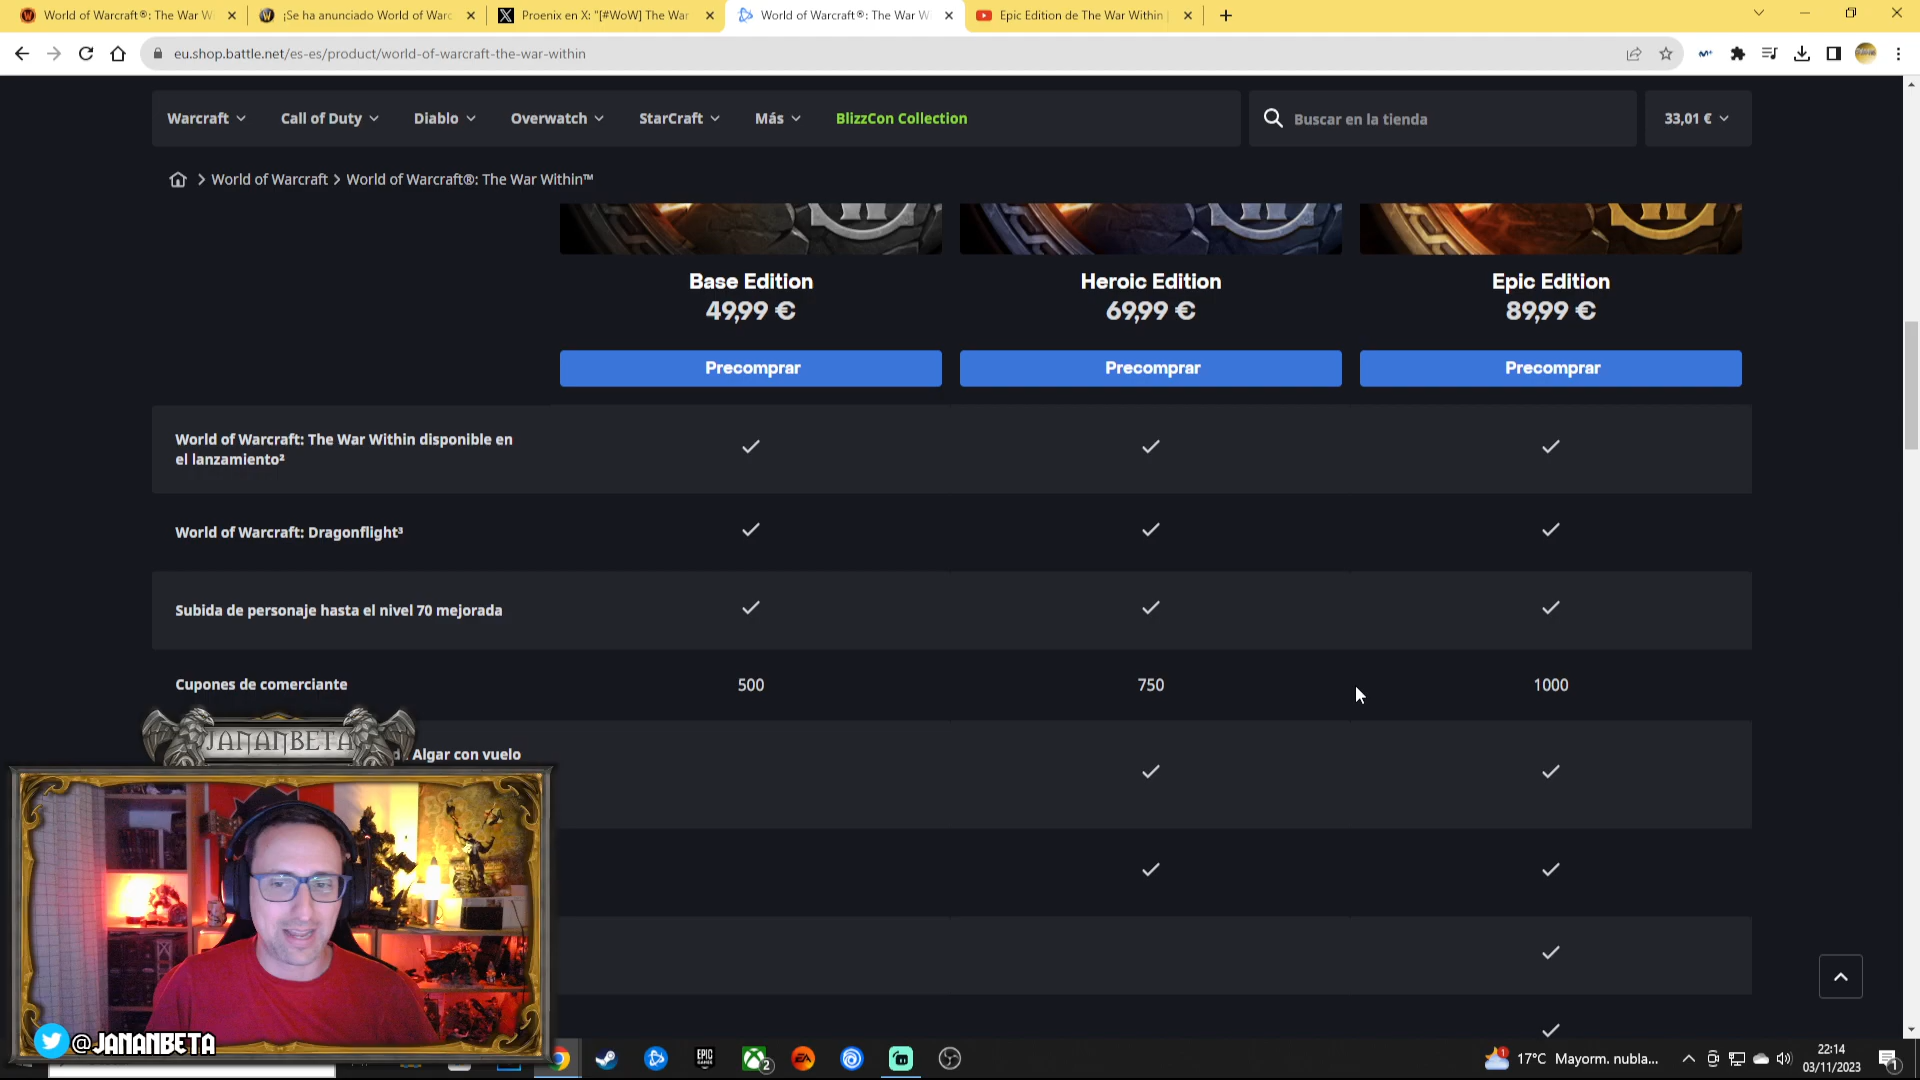 World of Warcraft®: The War W
¡Se ha anunciado World of Warc
Proenix en X: "[#WoW] The War
World of Warcraft®: The War W
Epic Edition de The War Within
eu.shop.battle.net/es-es/product/world-of-warcraft-the-war-within
Warcraft
Call of Duty
Diablo
Overwatch
StarCraft
Más
BlizzCon Collection
Buscar en la tienda
33,01 €
World of Warcraft > World of Warcraft®: The War Within™
Base Edition
49,99 €
Precomprar
Heroic Edition
69,99 €
Precomprar
Epic Edition
89,99 €
Precomprar
World of Warcraft: The War Within disponible en
el lanzamiento²
World of Warcraft: Dragonflight³
Subida de personaje hasta el nivel 70 mejorada
Cupones de comerciante
500
750
1000
JANANBETA
Algar con vuelo
@JANANBETA
EPIC
GAMES
2
EA
1
17°C Mayorm. nubla...
22:14
03/11/2023
1